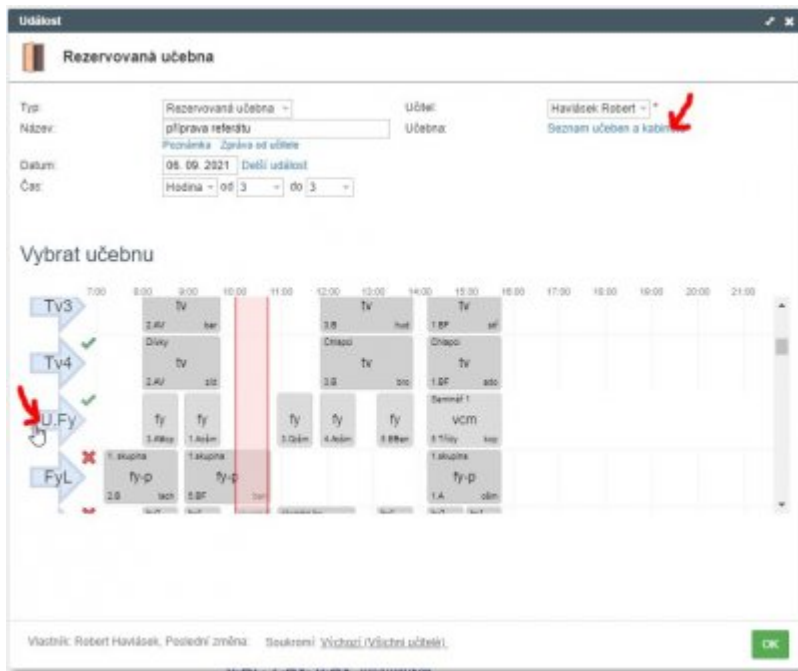 Událost
Rezervovaná učebna
Typ: Rezervovaná učebna Učitel: Havlásek Robert *
Název: příprava referátu Učebna: Seznam učeben a kabinetů
Poznámka Zpráva od učitele
Datum: 06. 09. 2021 Další událost
Čas: Hodina od 3 do 3
Vybrat učebnu
7:00 8:00 9:00 10:00 11:00 12:00 13:00 14:00 15:00 16:00 17:00 18:00 19:00 20:00 21:00
Tv3 tv tv tv
2.AV 3.B hud 1.BF
Dívky Chlapci Chlapci
Tv4 tv tv tv
2.AV 3.B 1.BF
Seminář 1
U.Fy fy fy fy fy fy vcm
1. skupina 1.skupina 1.skupina
FyL fy-p fy-p fy-p
2.B 5.BF 1.A
Vlastník: Robert Havlásek, Poslední změna: Soukromí: Výchozí (Všichni učitelé)
OK